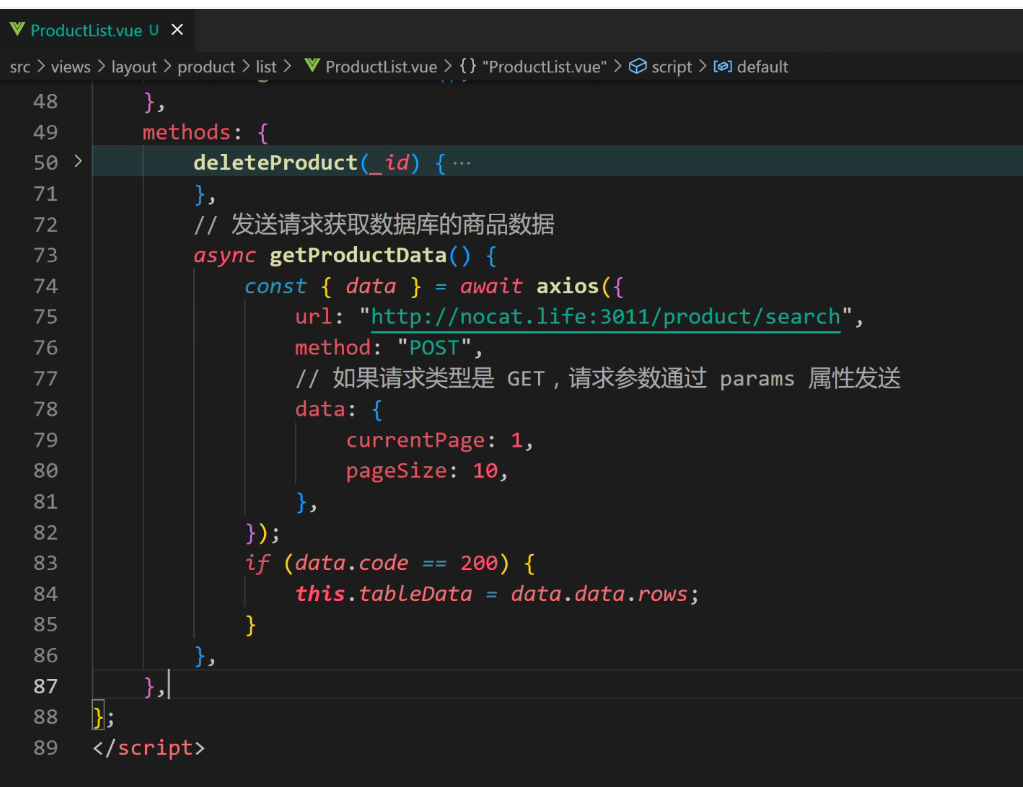 ProductList.vue U ×
src > views > layout > product > list > ProductList.vue > {} "ProductList.vue" > script > default
48 },
49 methods: {
50 > deleteProduct(_id) { ···
71 },
72 // 发送请求获取数据库的商品数据
73 async getProductData() {
74 const { data } = await axios({
75 url: "http://nocat.life:3011/product/search",
76 method: "POST",
77 // 如果请求类型是 GET，请求参数通过 params 属性发送
78 data: {
79 currentPage: 1,
80 pageSize: 10,
81 },
82 });
83 if (data.code == 200) {
84 this.tableData = data.data.rows;
85 }
86 },
87 },
88 };
89 </script>